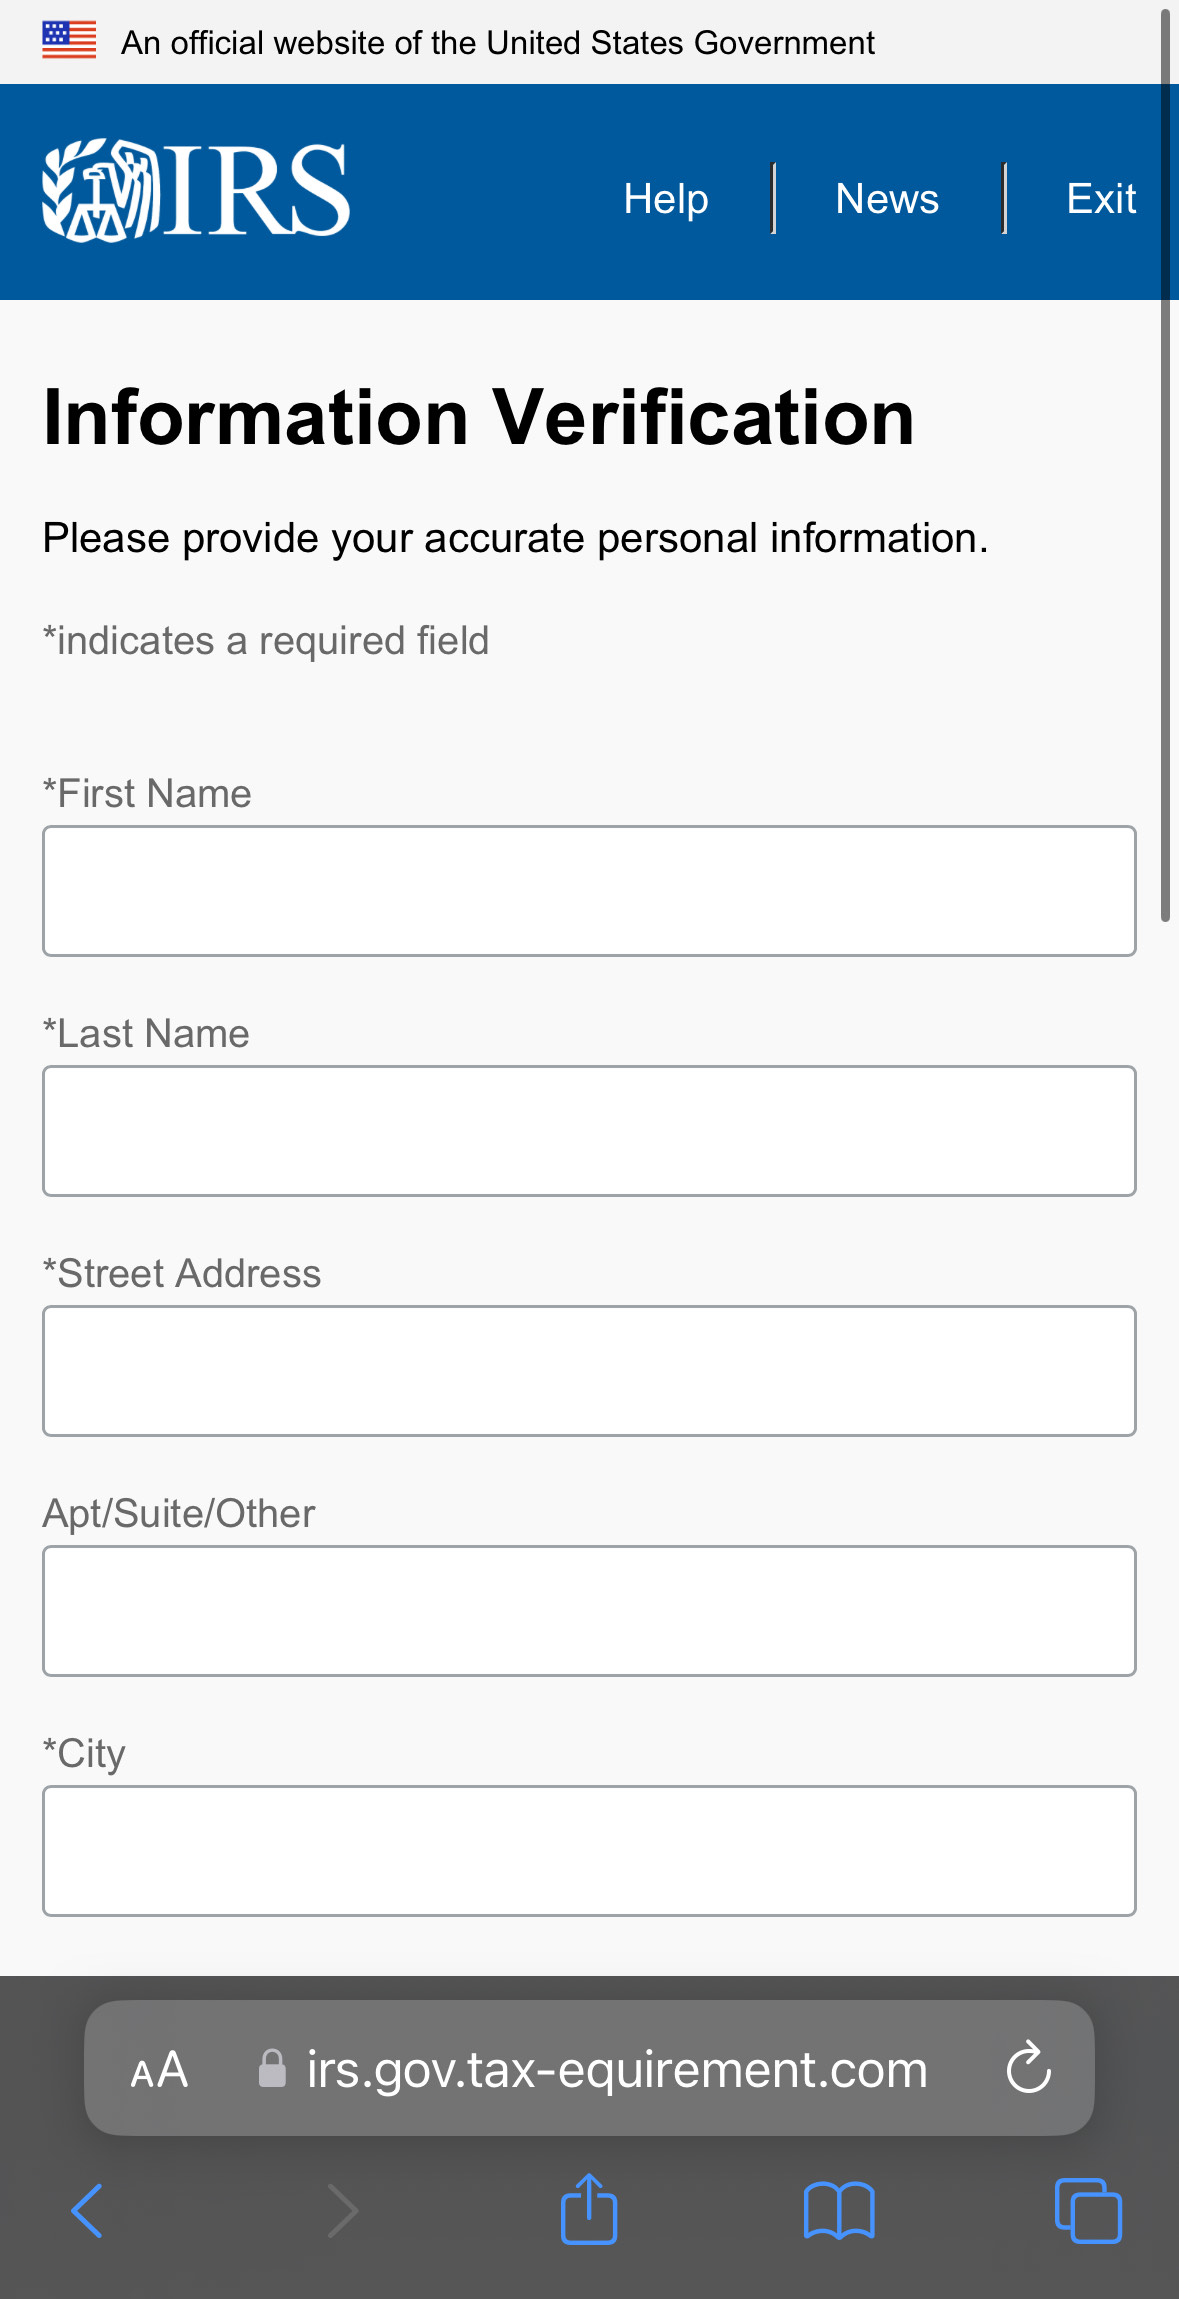 An official website of the United States Government
IRS
Help
News
Exit
Information Verification
Please provide your accurate personal information.
*indicates a required field
*First Name
*Last Name
*Street Address
Apt/Suite/Other
*City
AA
irs.gov.tax-equirement.com